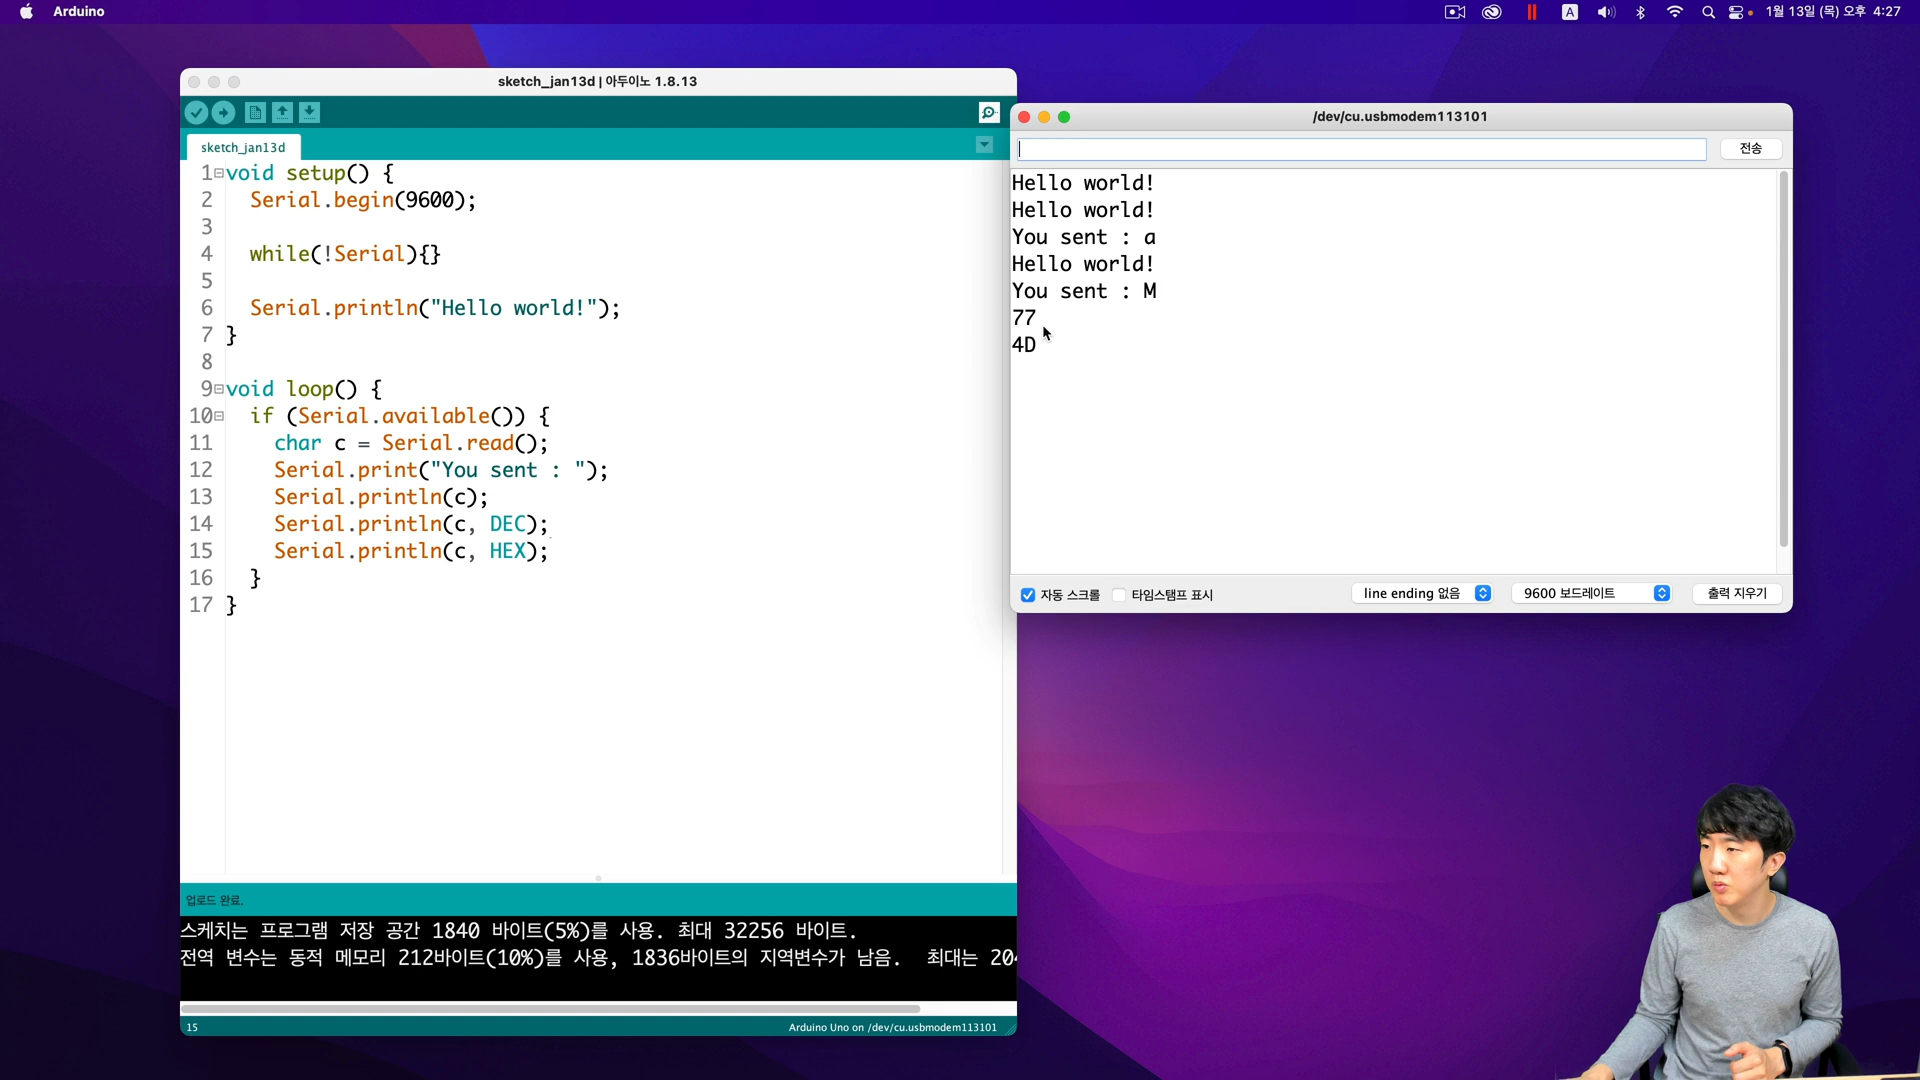 Arduino
A
1월 13일 (목) 오후 4:27
sketch_jan13d | 아두이노 1.8.13
sketch_jan13d
1 void setup() {
2 Serial.begin(9600);
3
4 while(!Serial){}
5
6 Serial.println("Hello world!");
7 }
8
9 void loop() {
10 if (Serial.available()) {
11 char c = Serial.read();
12 Serial.print("You sent : ");
13 Serial.println(c);
14 Serial.println(c, DEC);
15 Serial.println(c, HEX);
16 }
17 }
업로드 완료.
스케치는 프로그램 저장 공간 1840 바이트(5%)를 사용. 최대 32256 바이트.
전역 변수는 동적 메모리 212바이트(10%)를 사용, 1836바이트의 지역변수가 남음. 최대는
15
Arduino Uno on /dev/cu.usbmodem113101
/dev/cu.usbmodem113101
전송
Hello world!
Hello world!
You sent : a
Hello world!
You sent : M
77
4D
자동 스크롤
타임스탬프 표시
line ending 없음
9600 보드레이트
출력 지우기